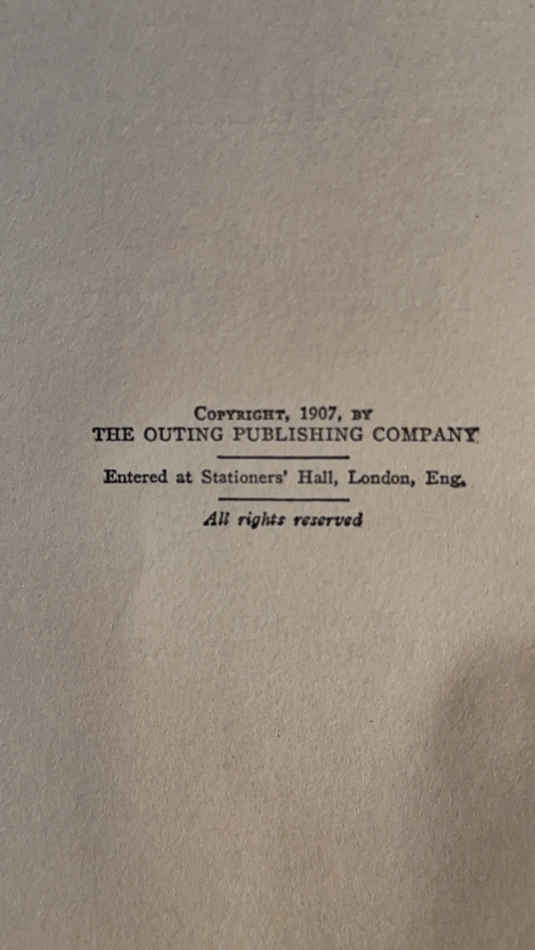 COPYRIGHT, 1907, BY
THE OUTING PUBLISHING COMPANY
Entered at Stationers' Hall, London, Eng.
All rights reserved